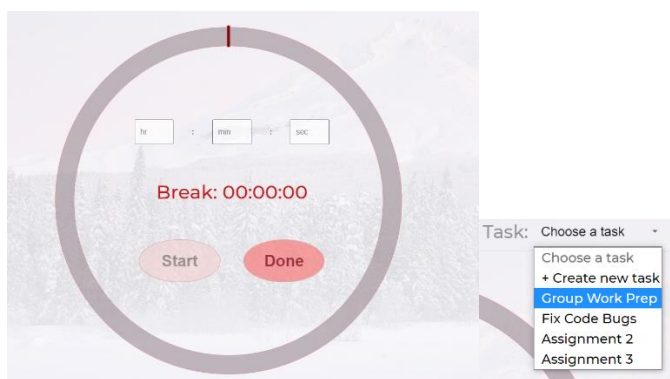 hr : min : sec
Break: 00:00:00
Start Done
Task: Choose a task
Choose a task
+ Create new task
Group Work Prep
Fix Code Bugs
Assignment 2
Assignment 3